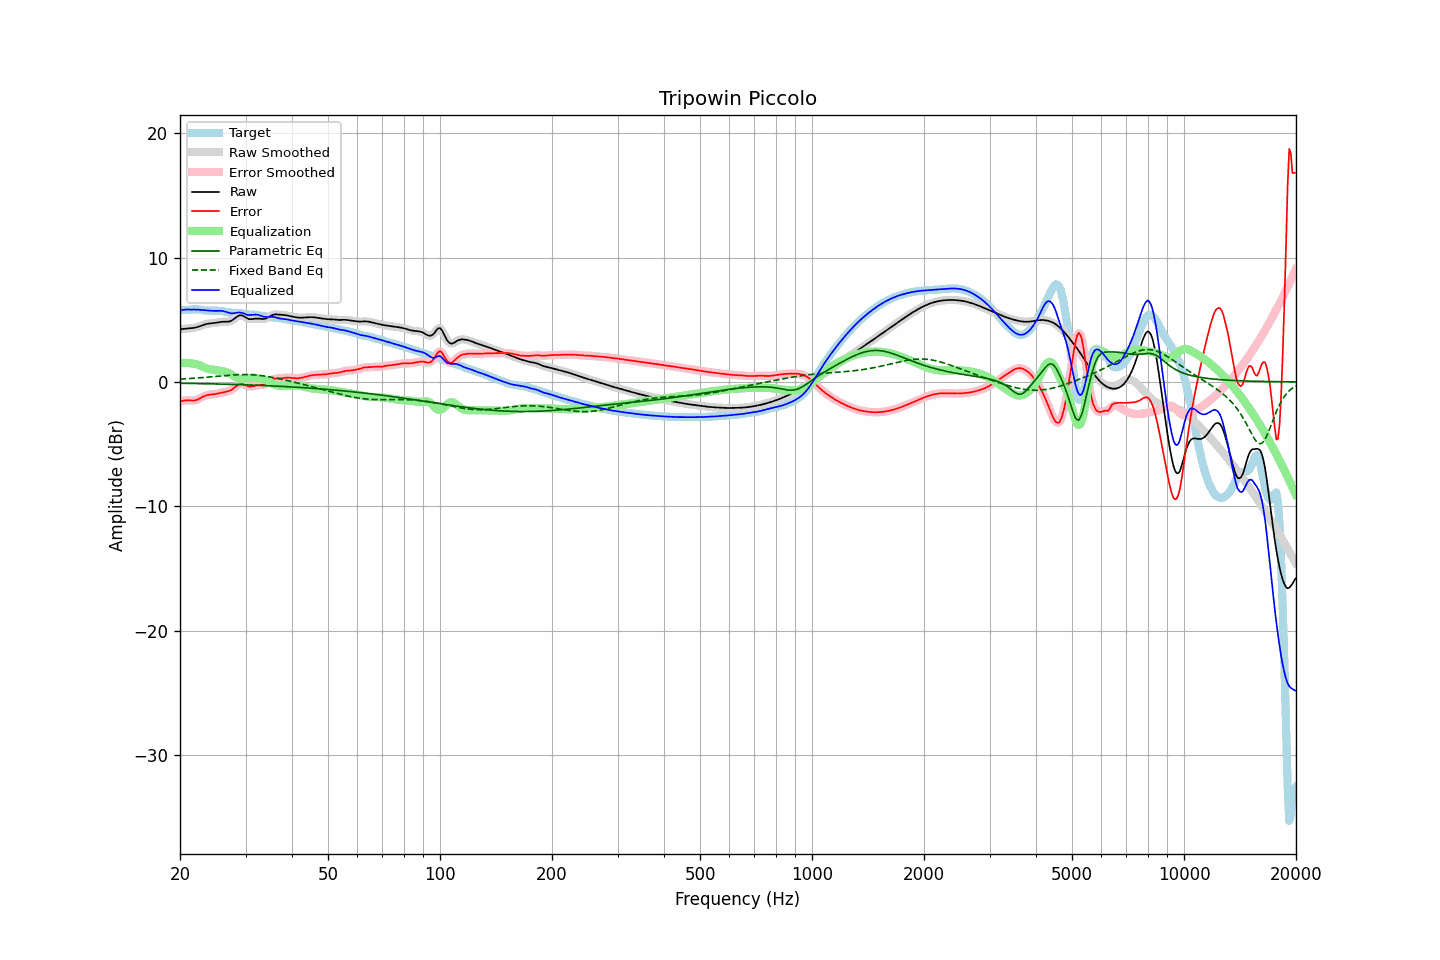 Tripowin Piccolo
Amplitude (dBr)
20
10
0
−10
−20
−30
Target
Raw Smoothed
Error Smoothed
Raw
Error
Equalization
Parametric Eq
Fixed Band Eq
Equalized
20 50 100 200 500 1000 2000 5000 10000 20000
Frequency (Hz)